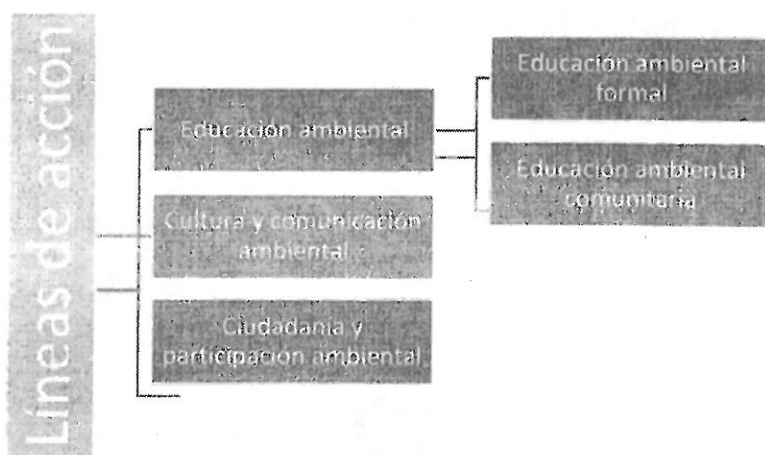 Líneas de acción
Educación ambiental
Cultura y comunicación
ambiental
Ciudadanía y
participación ambiental
Educación ambiental
formal
Educación ambiental
comunitaria